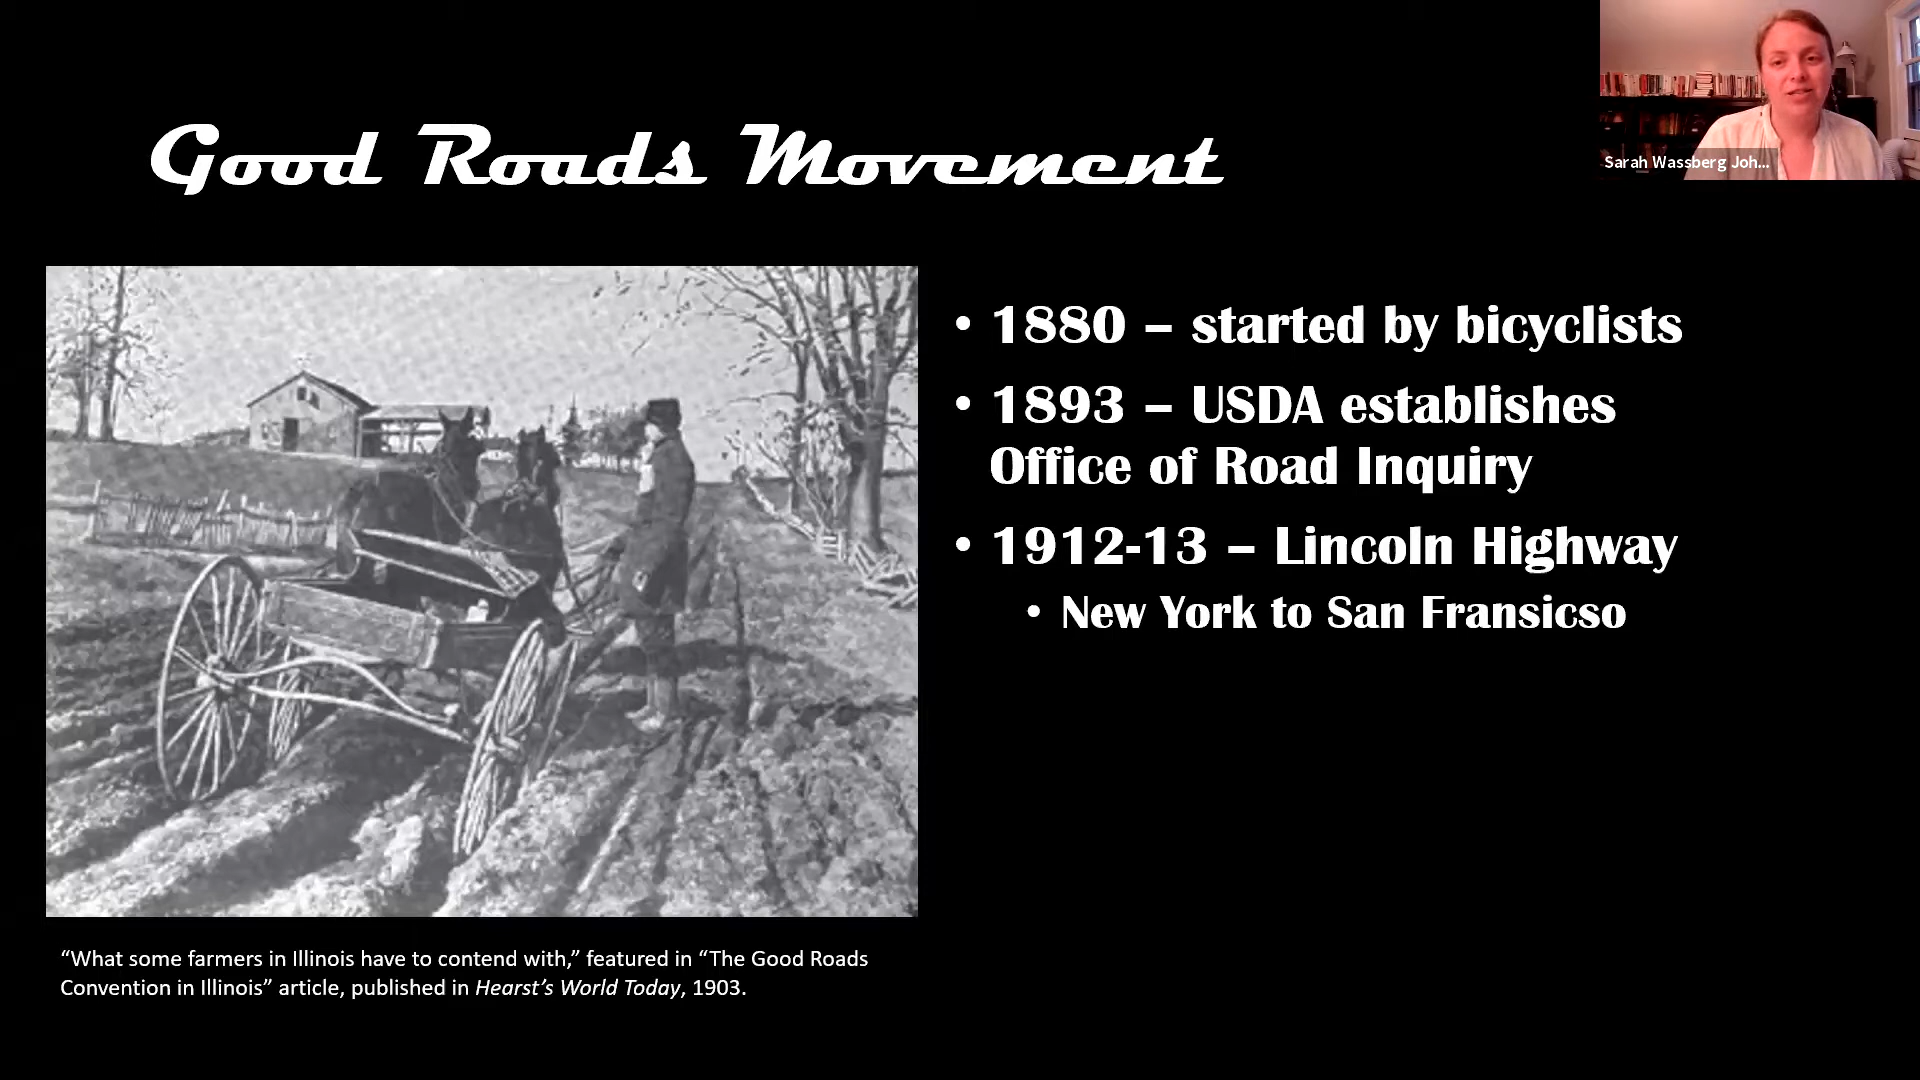 Good Roads Movement
Sarah Wassberg Joh...
• 1880 – started by bicyclists
• 1893 – USDA establishes
Office of Road Inquiry
• 1912-13 – Lincoln Highway
• New York to San Fransicso
“What some farmers in Illinois have to contend with,” featured in “The Good Roads
Convention in Illinois” article, published in Hearst’s World Today, 1903.